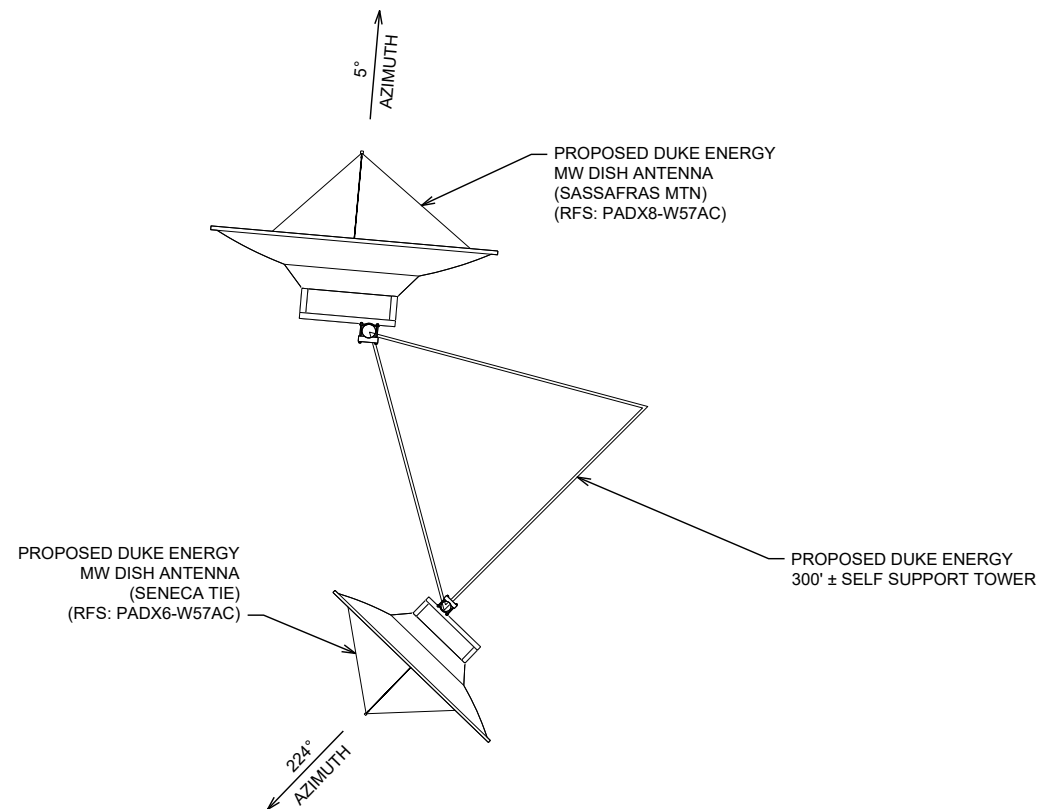 5°
AZIMUTH
PROPOSED DUKE ENERGY
MW DISH ANTENNA
(SASSAFRAS MTN)
(RFS: PADX8-W57AC)
PROPOSED DUKE ENERGY
MW DISH ANTENNA
(SENECA TIE)
(RFS: PADX6-W57AC)
PROPOSED DUKE ENERGY
300' ± SELF SUPPORT TOWER
224°
AZIMUTH